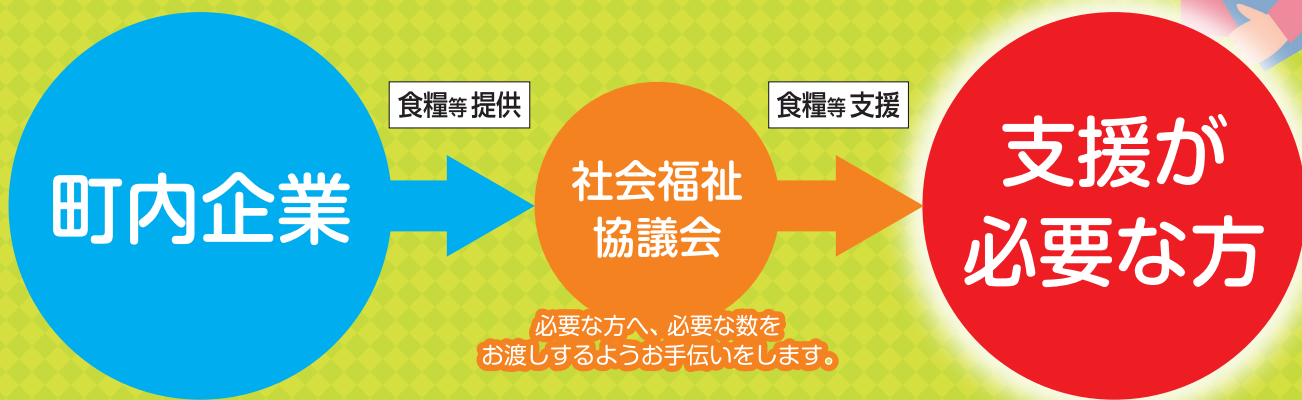 町内企業
食糧等提供
社会福祉
協議会
食糧等支援
支援が
必要な方
必要な方へ、必要な数を
お渡しするようお手伝いをします。